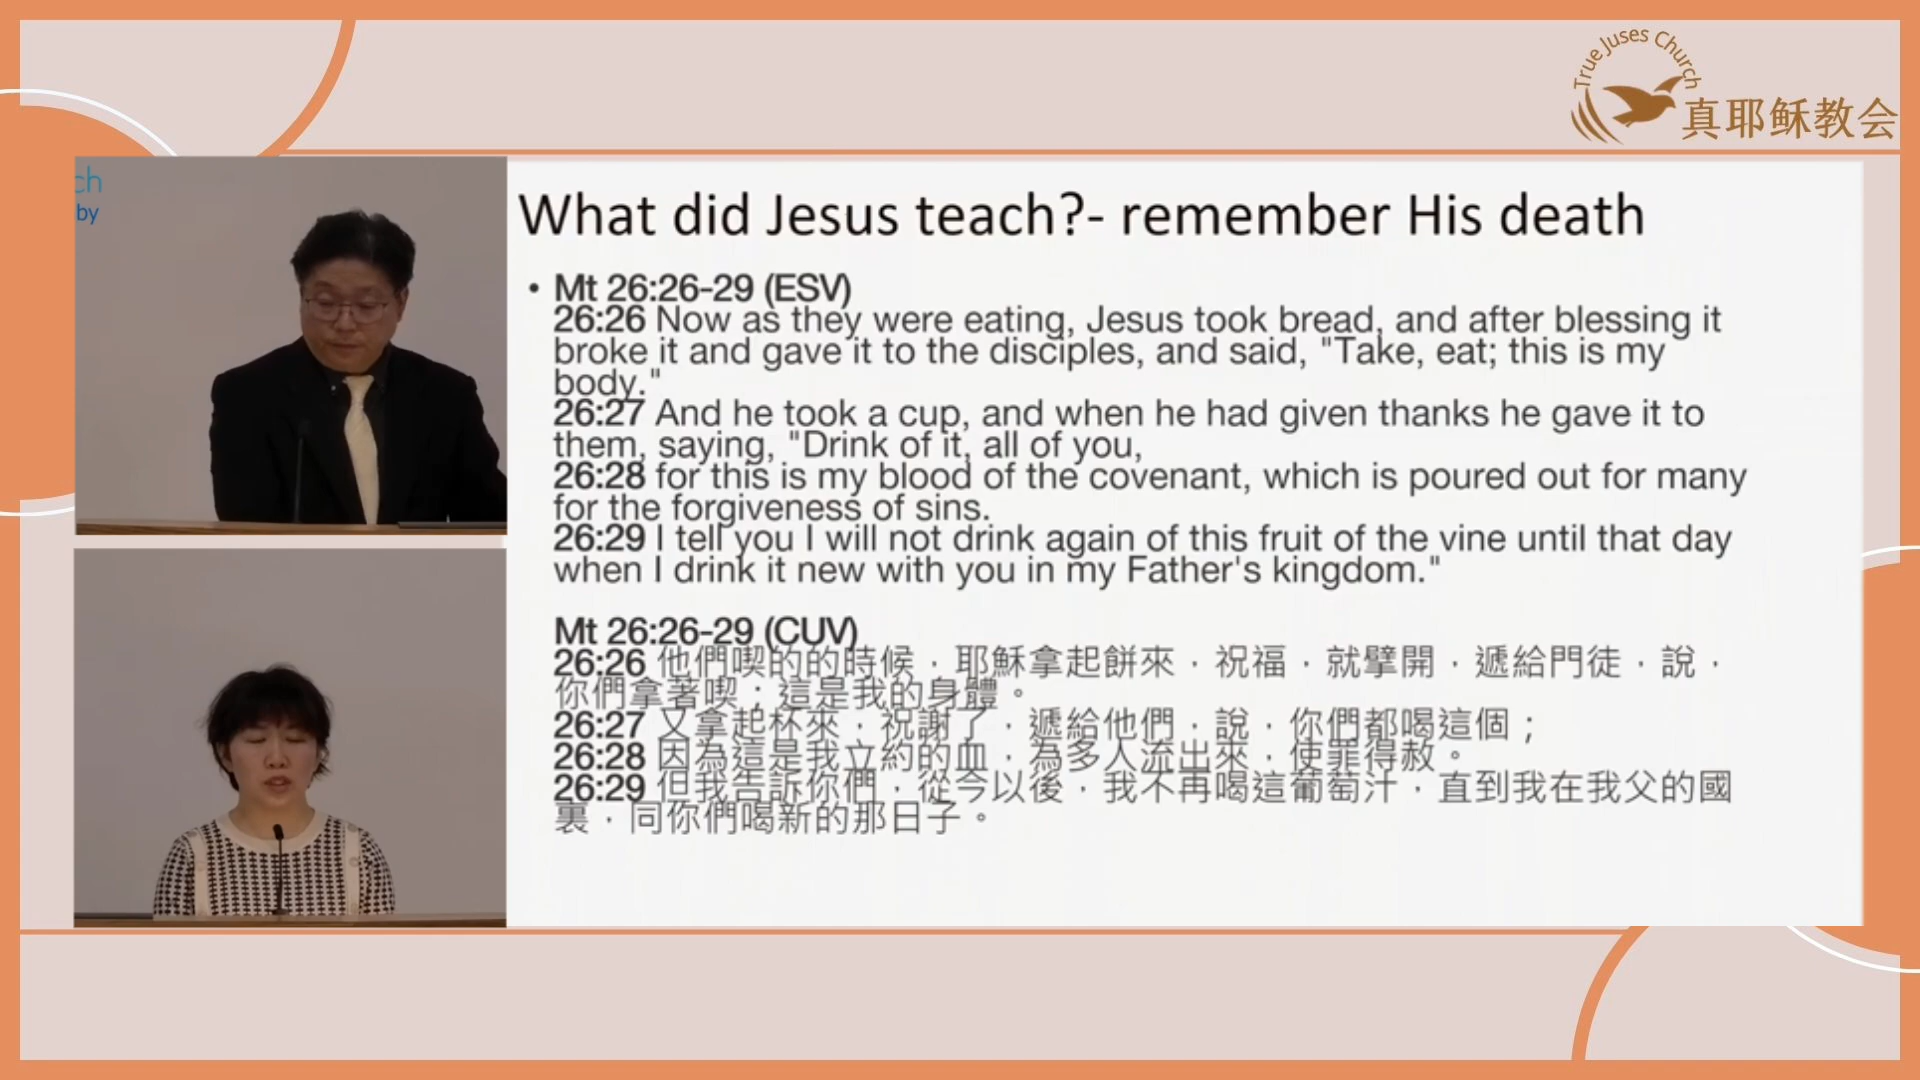 True Juses Church
真耶稣教会
ch
by
What did Jesus teach?- remember His death
• Mt 26:26-29 (ESV)
26:26 Now as they were eating, Jesus took bread, and after blessing it
broke it and gave it to the disciples, and said, "Take, eat; this is my
body."
26:27 And he took a cup, and when he had given thanks he gave it to
them, saying, "Drink of it, all of you,
26:28 for this is my blood of the covenant, which is poured out for many
for the forgiveness of sins.
26:29 I tell you I will not drink again of this fruit of the vine until that day
when I drink it new with you in my Father's kingdom."
Mt 26:26-29 (CUV)
26:26 他們喫的的時候．耶穌拿起餅來．祝福．就擘開．遞給門徒．說．
你們拿著喫；這是我的身體。
26:27 又拿起杯來．祝謝了．遞給他們．說．你們都喝這個；
26:28 因為這是我立約的血．為多人流出來．使罪得赦。
26:29 但我告訴你們．從今以後．我不再喝這葡萄汁．直到我在我父的國
裏．同你們喝新的那日子。